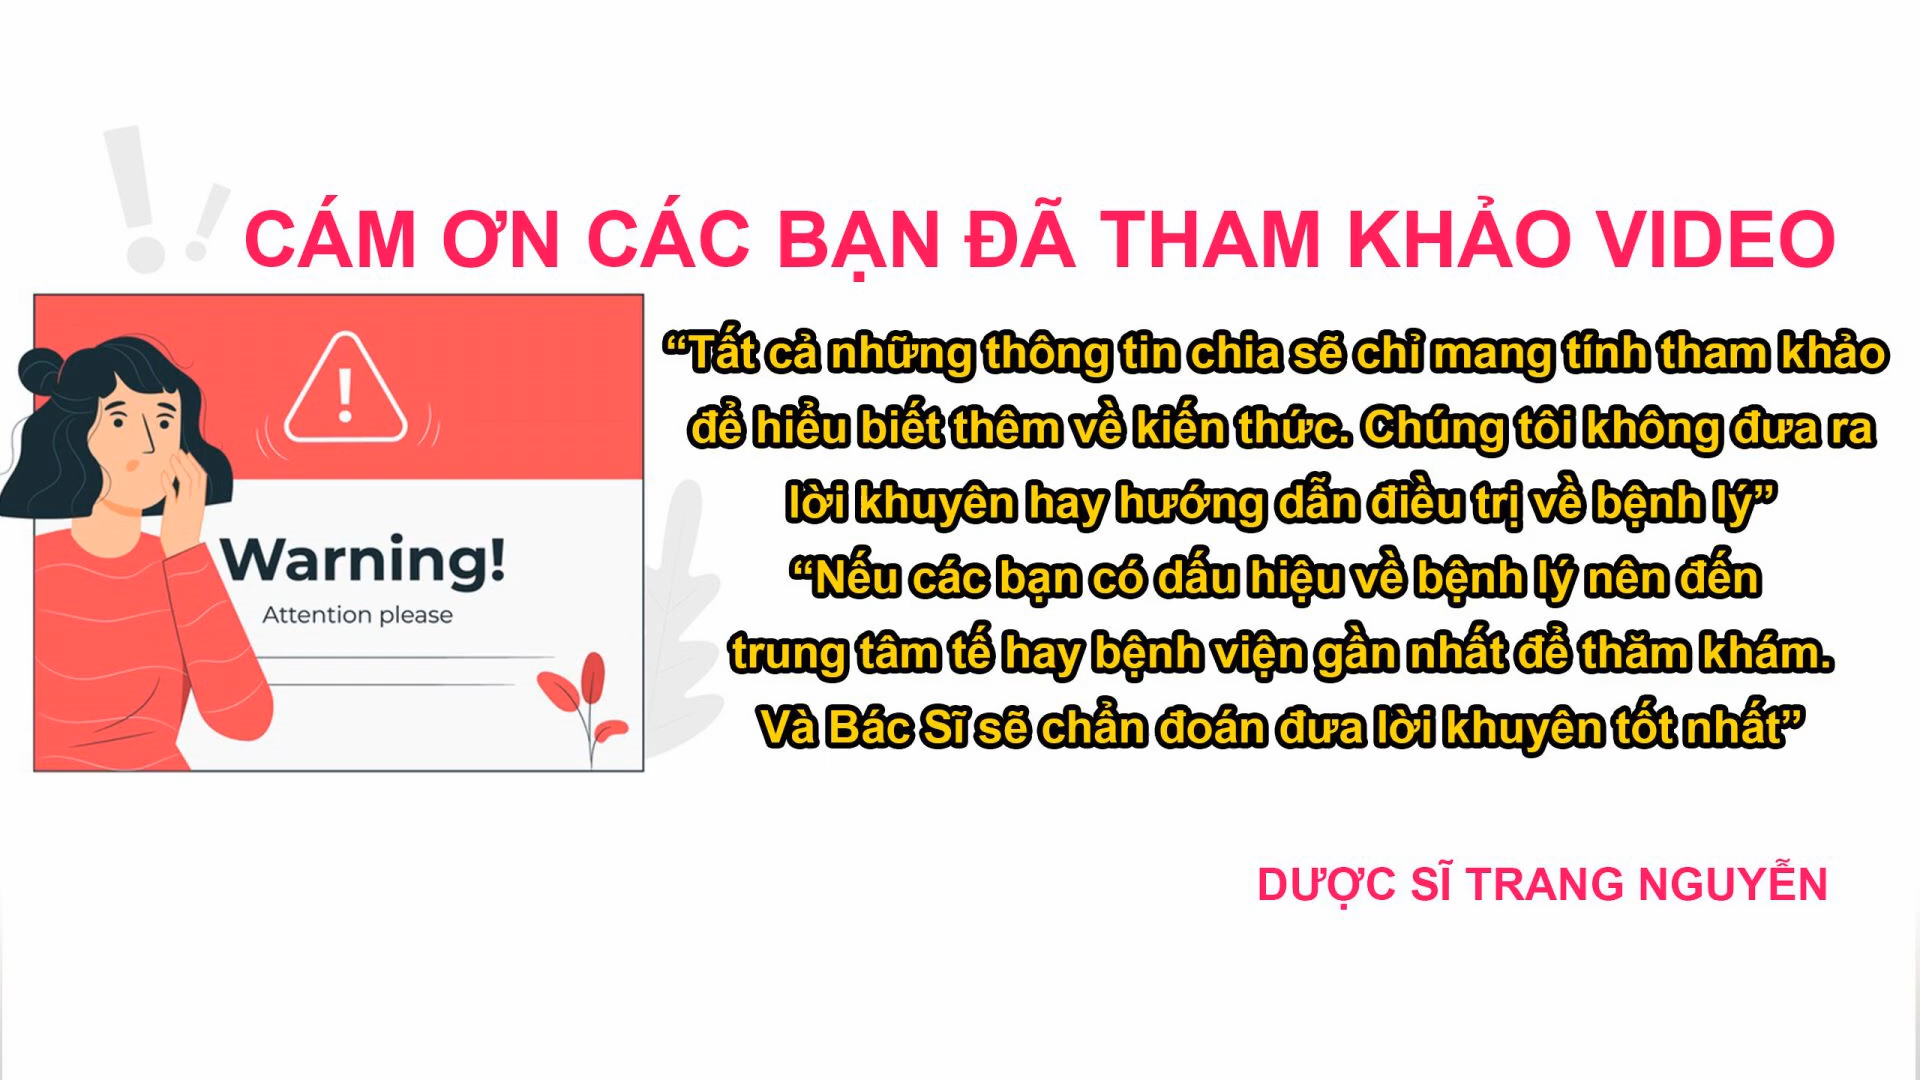 CÁM ƠN CÁC BẠN ĐÃ THAM KHẢO VIDEO
“Tất cả những thông tin chia sẽ chỉ mang tính tham khảo
để hiểu biết thêm về kiến thức. Chúng tôi không đưa ra
lời khuyên hay hướng dẫn điều trị về bệnh lý”
“Nếu các bạn có dấu hiệu về bệnh lý nên đến
trung tâm tế hay bệnh viện gần nhất để thăm khám.
Và Bác Sĩ sẽ chẩn đoán đưa lời khuyên tốt nhất”
Warning!
Attention please
DƯỢC SĨ TRANG NGUYỄN